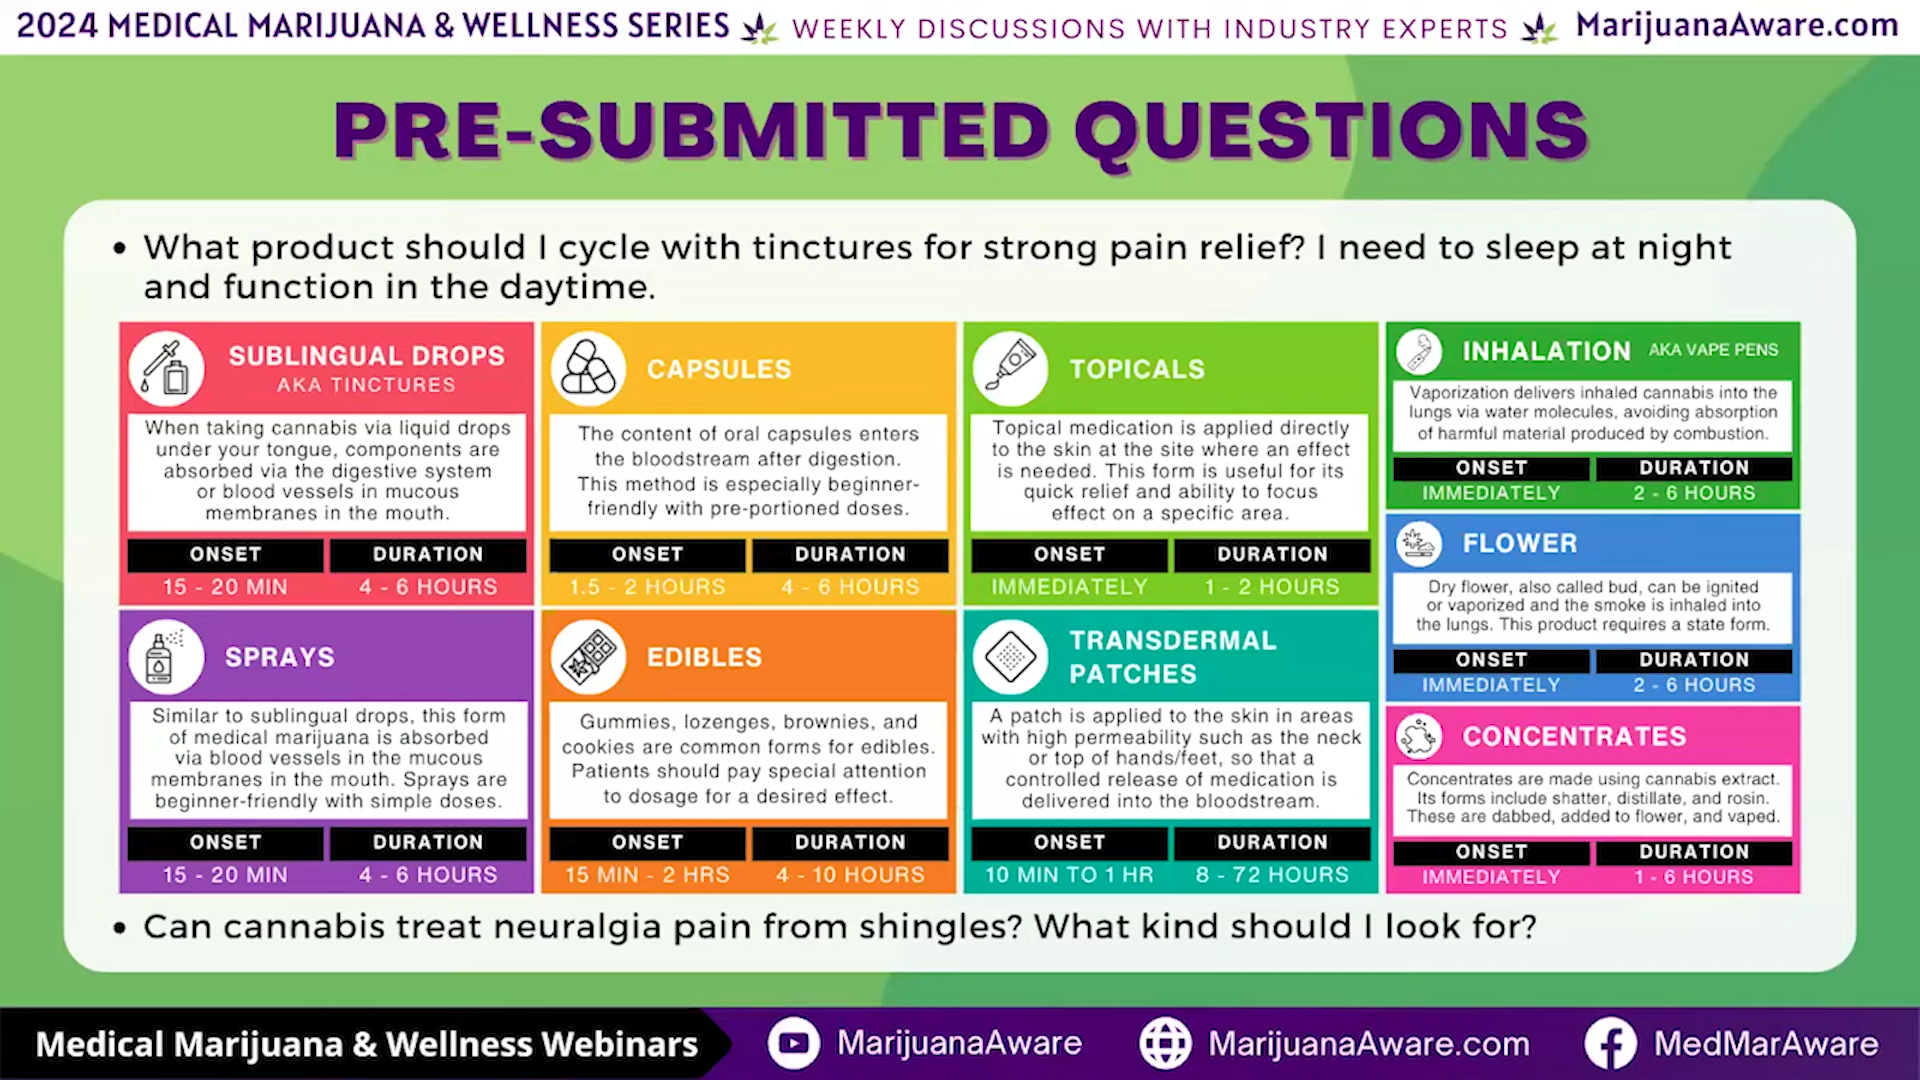 2024 MEDICAL MARIJUANA & WELLNESS SERIES WEEKLY DISCUSSIONS WITH INDUSTRY EXPERTS MarijuanaAware.com
PRE-SUBMITTED QUESTIONS
• What product should I cycle with tinctures for strong pain relief? I need to sleep at night
and function in the daytime.
SUBLINGUAL DROPS
AKA TINCTURES
When taking cannabis via liquid drops
under your tongue, components are
absorbed via the digestive system
or blood vessels in mucous
membranes in the mouth.
ONSET DURATION
15 - 20 MIN 4 - 6 HOURS
CAPSULES
The content of oral capsules enters
the bloodstream after digestion.
This method is especially beginner-
friendly with pre-portioned doses.
ONSET DURATION
1.5 - 2 HOURS 4 - 6 HOURS
TOPICALS
Topical medication is applied directly
to the skin at the site where an effect
is needed. This form is useful for its
quick relief and ability to focus
effect on a specific area.
ONSET DURATION
IMMEDIATELY 1 - 2 HOURS
INHALATION AKA VAPE PENS
Vaporization delivers inhaled cannabis into the
lungs via water molecules, avoiding absorption
of harmful material produced by combustion.
ONSET DURATION
IMMEDIATELY 2 - 6 HOURS
FLOWER
Dry flower, also called bud, can be ignited
or vaporized and the smoke is inhaled into
the lungs. This product requires a state form.
ONSET DURATION
IMMEDIATELY 2 - 6 HOURS
SPRAYS
Similar to sublingual drops, this form
of medical marijuana is absorbed
via blood vessels in the mucous
membranes in the mouth. Sprays are
beginner-friendly with simple doses.
ONSET DURATION
15 - 20 MIN 4 - 6 HOURS
EDIBLES
Gummies, lozenges, brownies, and
cookies are common forms for edibles.
Patients should pay special attention
to dosage for a desired effect.
ONSET DURATION
15 MIN - 2 HRS 4 - 10 HOURS
TRANSDERMAL
PATCHES
A patch is applied to the skin in areas
with high permeability such as the neck
or top of hands/feet, so that a
controlled release of medication is
delivered into the bloodstream.
ONSET DURATION
10 MIN TO 1 HR 8 - 72 HOURS
CONCENTRATES
Concentrates are made using cannabis extract.
Its forms include shatter, distillate, and rosin.
These are dabbed, added to flower, and vaped.
ONSET DURATION
IMMEDIATELY 1 - 6 HOURS
• Can cannabis treat neuralgia pain from shingles? What kind should I look for?
Medical Marijuana & Wellness Webinars MarijuanaAware MarijuanaAware.com MedMarAware